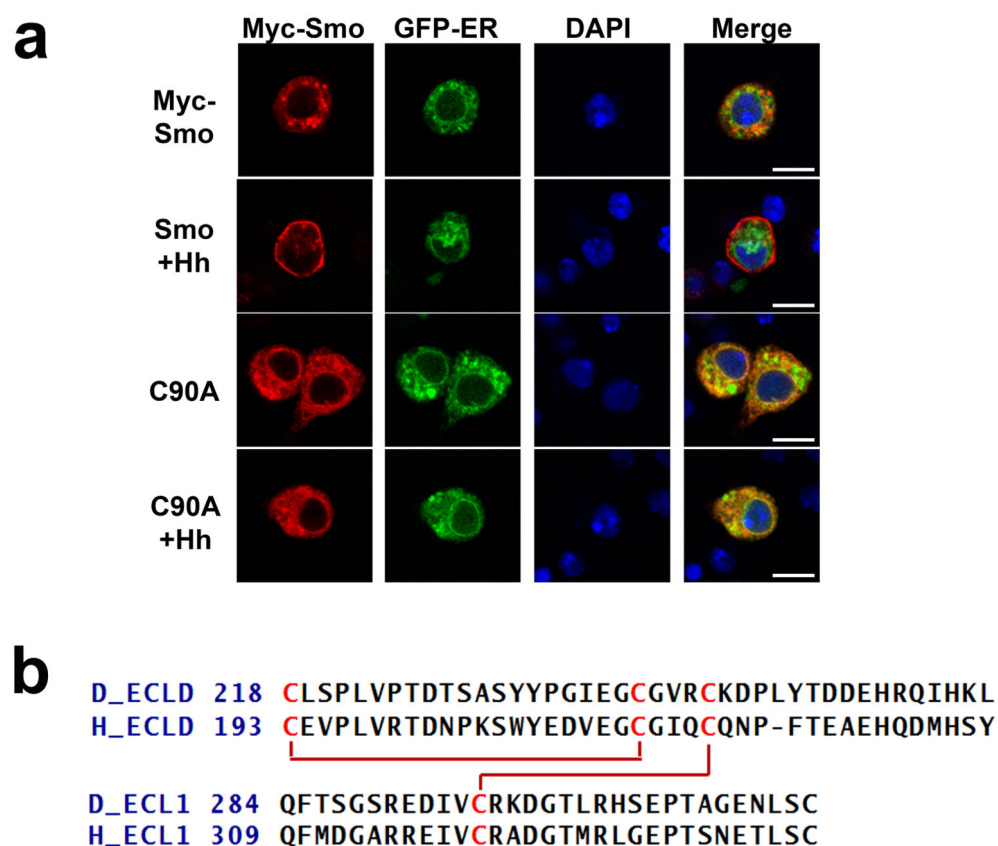 a
Myc-Smo GFP-ER DAPI Merge
Myc-
Smo
Smo
+Hh
C90A
C90A
+Hh
b
D_ECLD 218 CLSPLVPTDTSASYYPGIEGCGVRCKDPLYTDDEHRQIHKL
H_ECLD 193 CEVPLVRTDNPKSWYEDVEGCGIQCQNP-FTEAEHQDMHSY
D_ECL1 284 QFTSGSREDIVCRKDGTLRHSEPTAGENLSC
H_ECL1 309 QFMDGARREIVCRADGTMRLGEPTSNETLSC